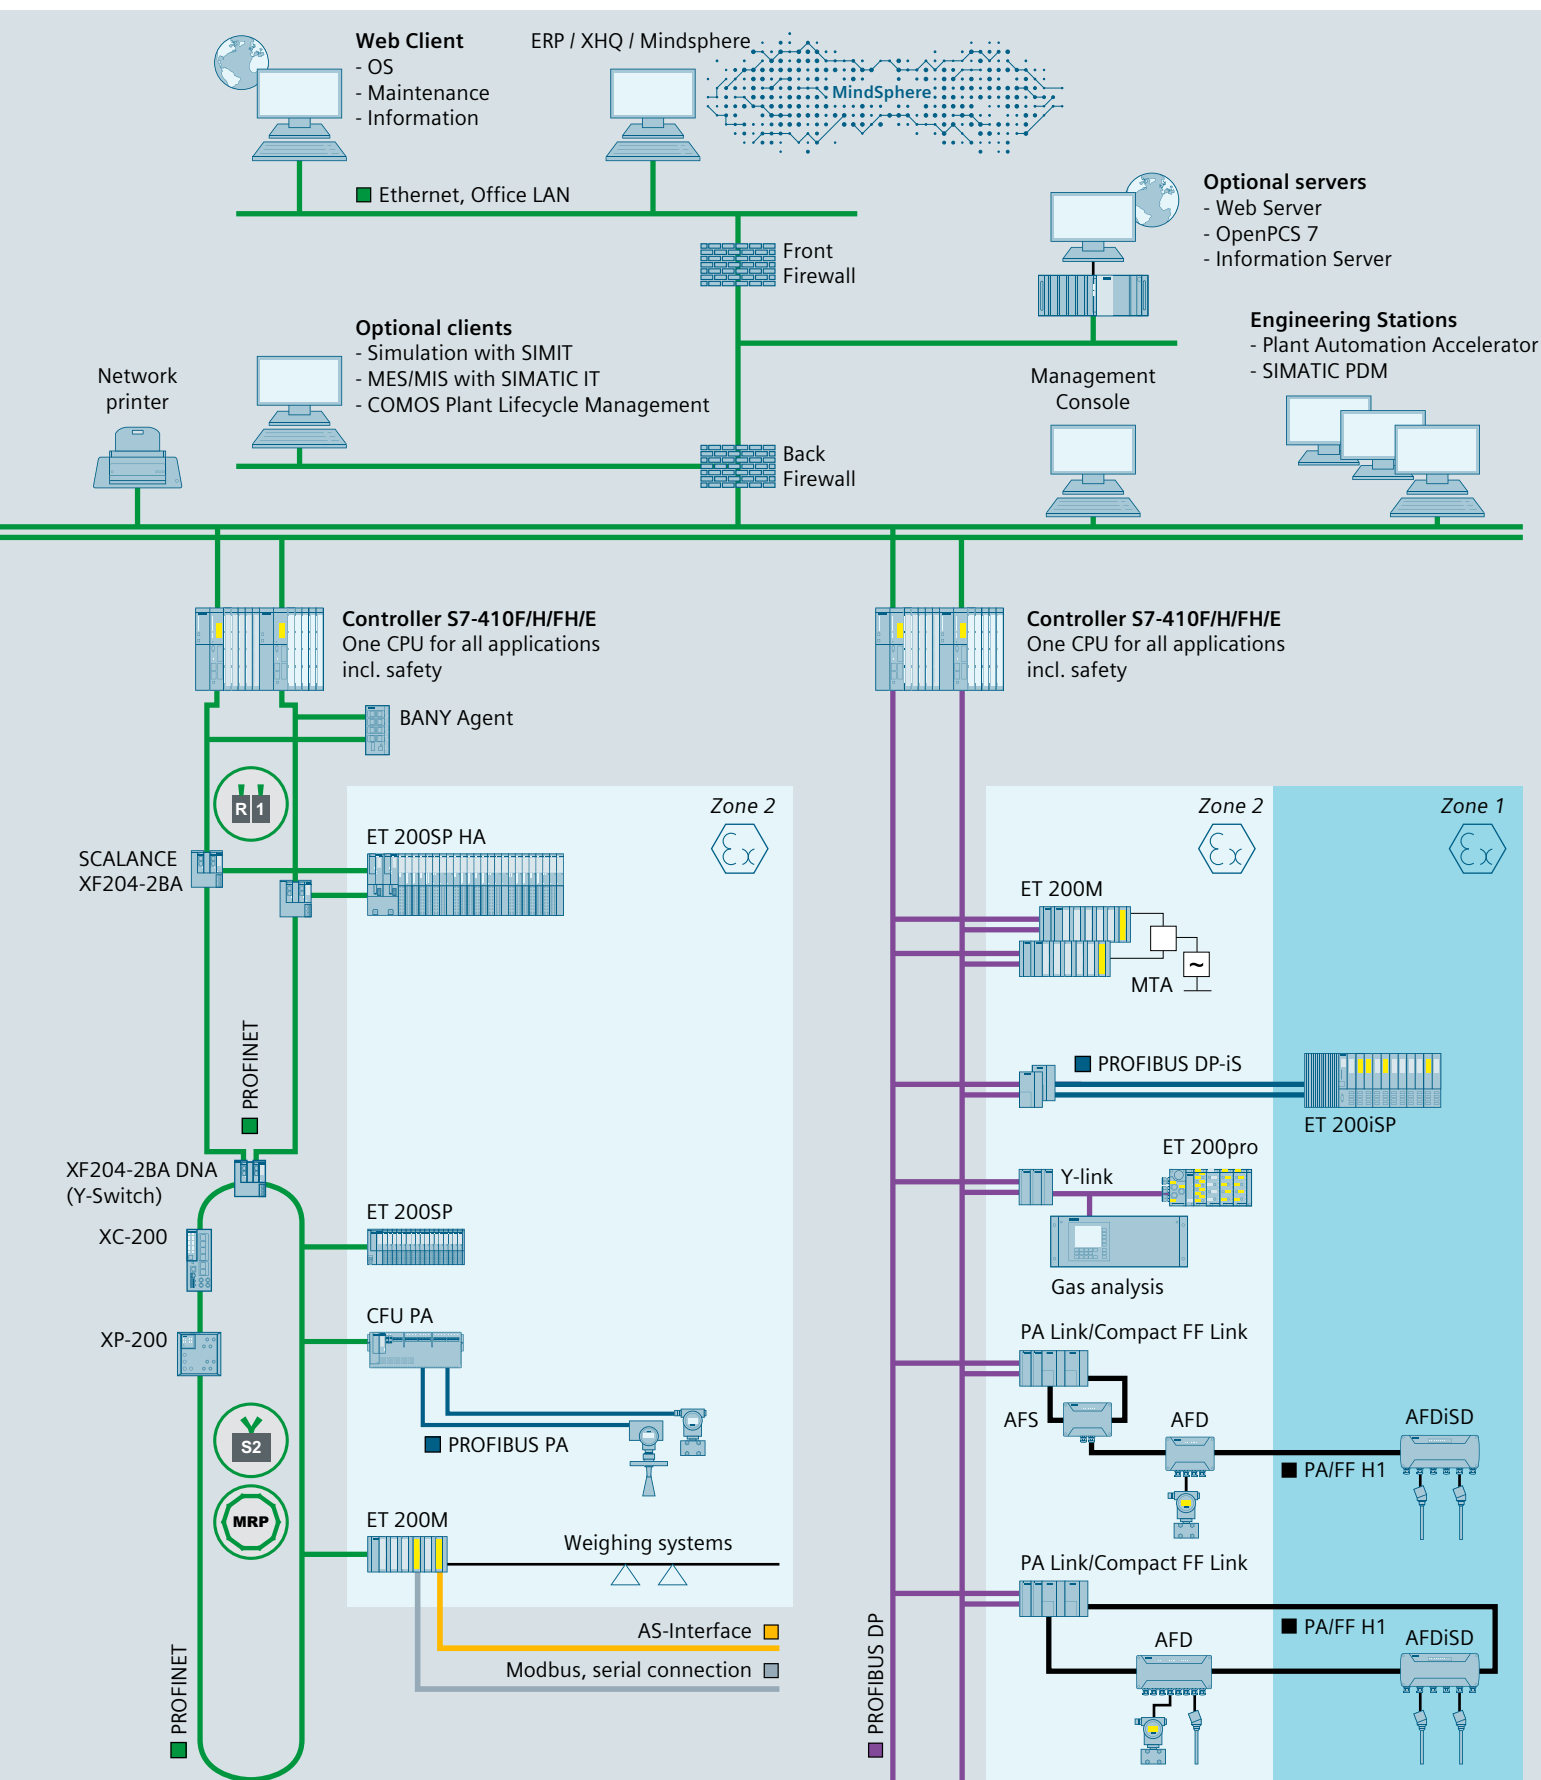 Web Client
- OS
- Maintenance
- Information
ERP / XHQ / Mindsphere
MindSphere
Ethernet, Office LAN
Optional servers
- Web Server
- OpenPCS 7
- Information Server
Front
Firewall
Optional clients
- Simulation with SIMIT
- MES/MIS with SIMATIC IT
- COMOS Plant Lifecycle Management
Engineering Stations
- Plant Automation Accelerator
- SIMATIC PDM
Network
printer
Management
Console
Back
Firewall
Controller S7-410F/H/FH/E
One CPU for all applications
incl. safety
Controller S7-410F/H/FH/E
One CPU for all applications
incl. safety
BANY Agent
R 1
Zone 2
Ex
ET 200SP HA
SCALANCE
XF204-2BA
PROFINET
XF204-2BA DNA
(Y-Switch)
XC-200
ET 200SP
XP-200
CFU PA
S2
PROFIBUS PA
MRP
ET 200M
Weighing systems
AS-Interface
Modbus, serial connection
PROFINET
Zone 2
Ex
Zone 1
Ex
ET 200M
~
MTA
PROFIBUS DP-iS
ET 200iSP
ET 200pro
Y-link
Gas analysis
PA Link/Compact FF Link
AFS
AFD
AFDiSD
PA/FF H1
PA Link/Compact FF Link
PA/FF H1
AFD
AFDiSD
PROFIBUS DP